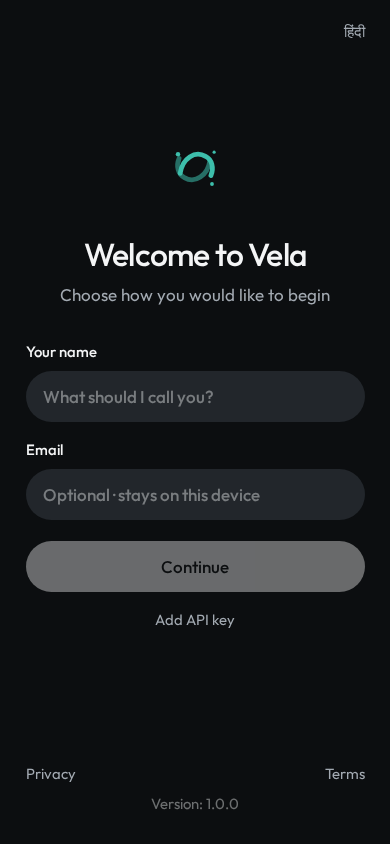 हिंदी
Welcome to Vela
Choose how you would like to begin
Your name
What should I call you?
Email
Optional · stays on this device
Continue
Add API key
Privacy
Terms
Version: 1.0.0